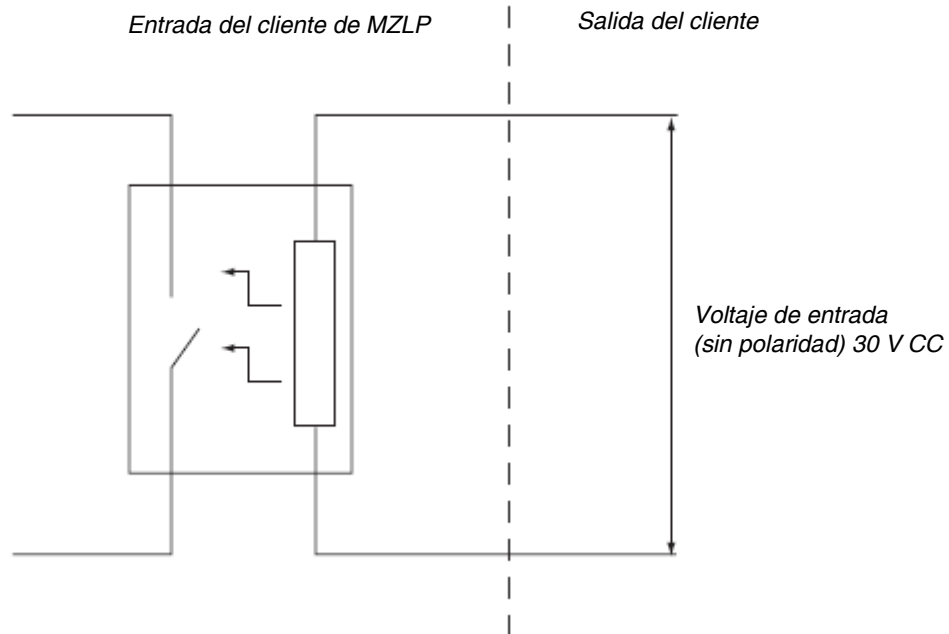 Entrada del cliente de MZLP
Salida del cliente
Voltaje de entrada
(sin polaridad) 30 V CC